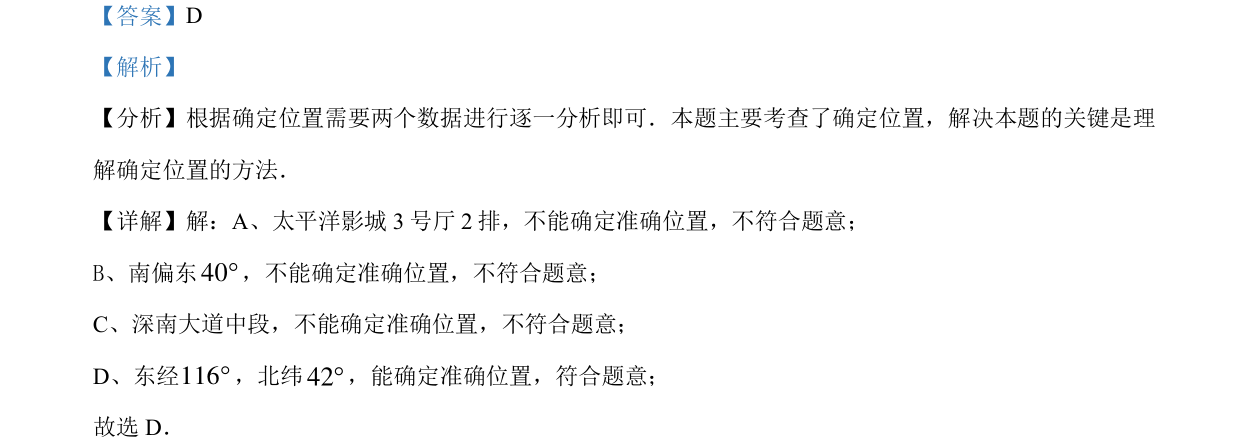 【答案】D
【解析】
【分析】根据确定位置需要两个数据进行逐一分析即可．本题主要考查了确定位置，解决本题的关键是理
解确定位置的方法．
【详解】解：A、太平洋影城 3 号厅 2 排，不能确定准确位置，不符合题意；
B、南偏东 40°，不能确定准确位置，不符合题意；
C、深南大道中段，不能确定准确位置，不符合题意；
D、东经116°，北纬 42°，能确定准确位置，符合题意；
故选 D．